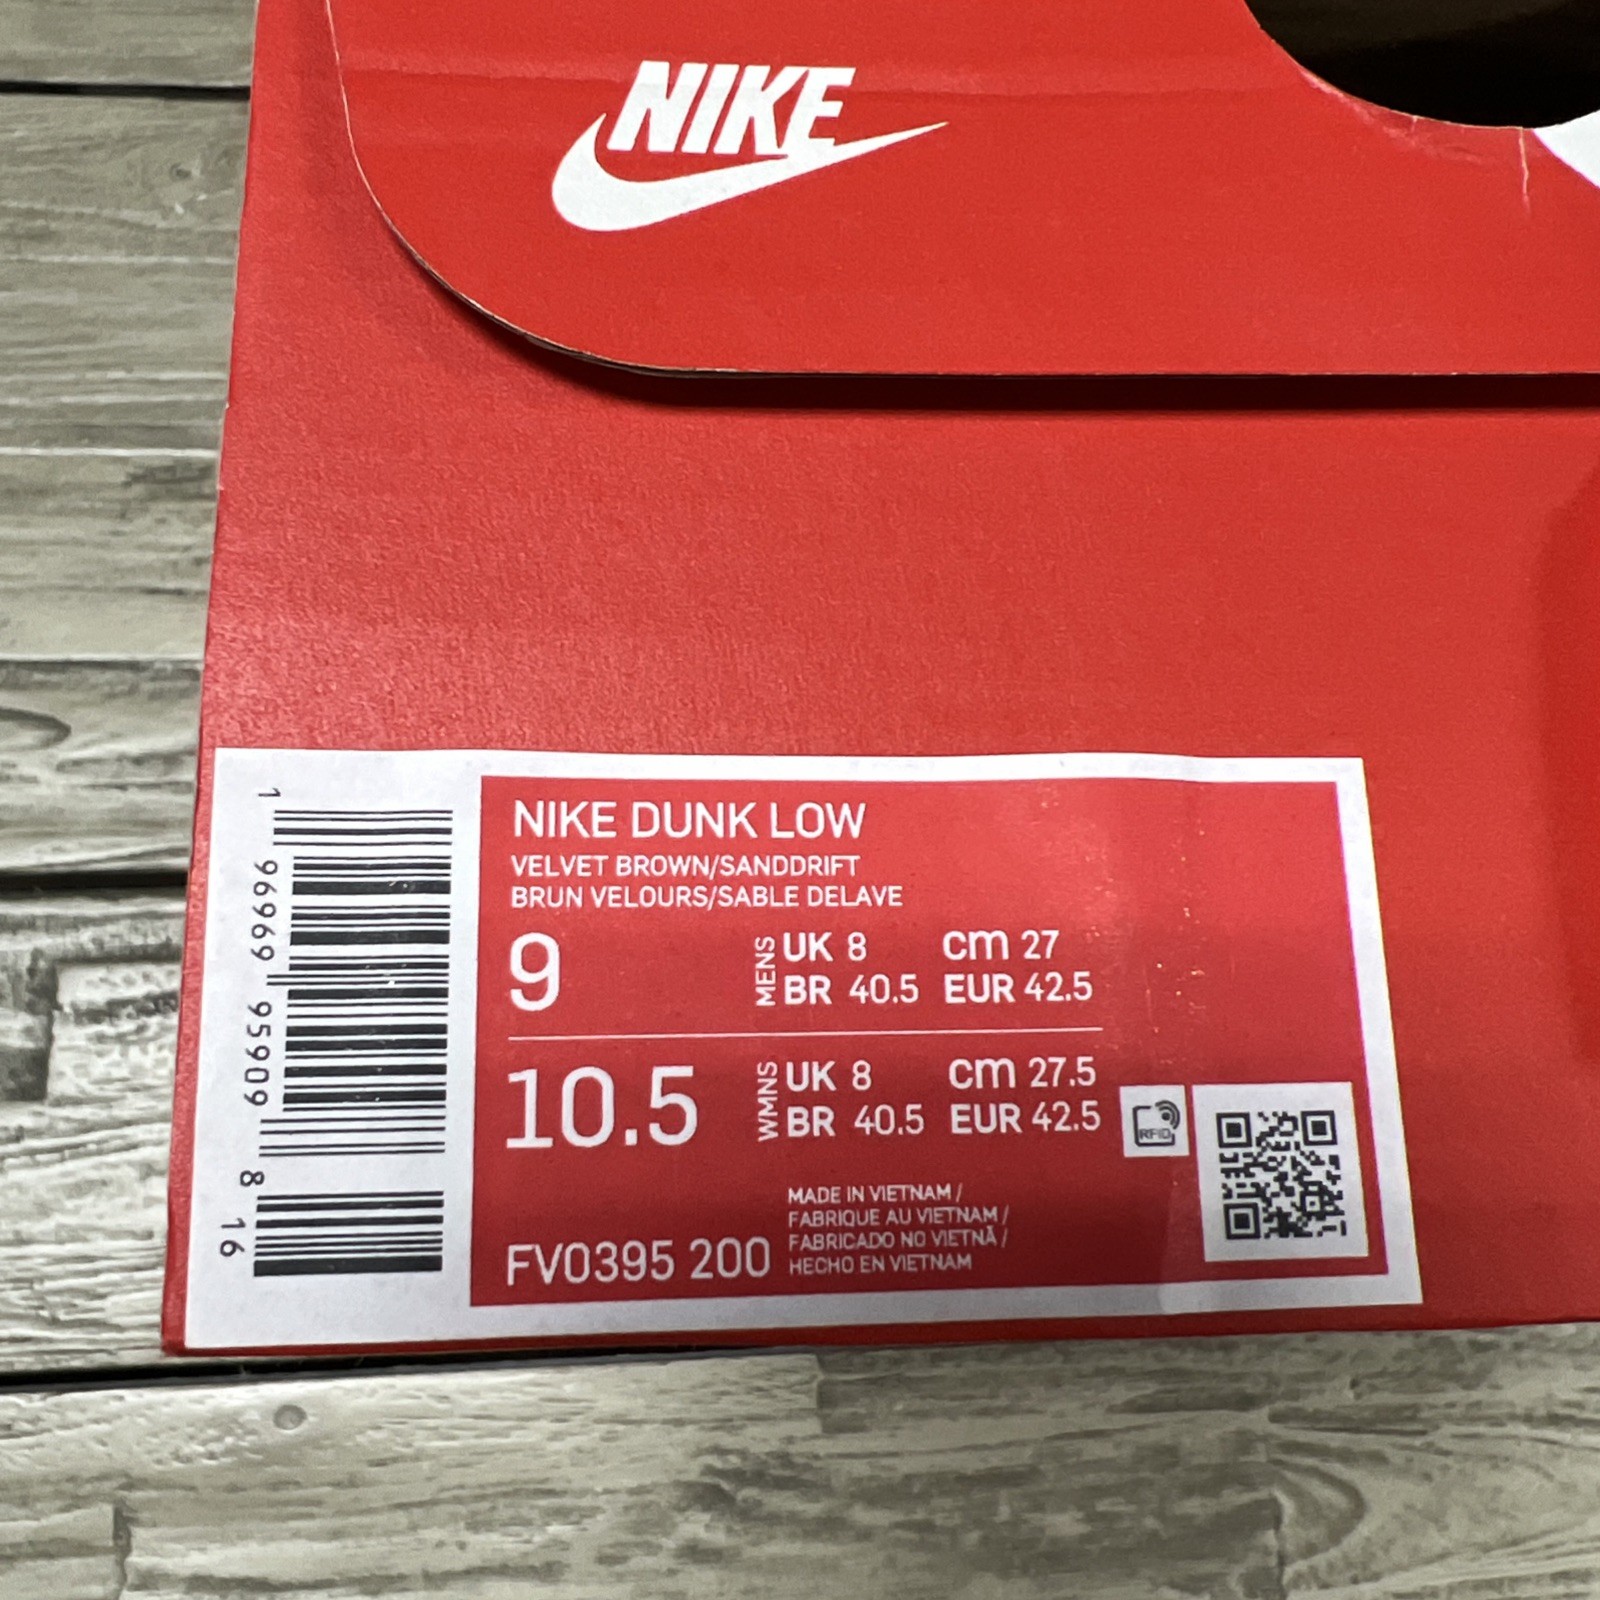 NIKE
NIKE DUNK LOW
VELVET BROWN/SANDDRIFT
BRUN VELOURS/SABLE DELAVE
9
MENS
UK 8 cm 27
BR 40.5 EUR 42.5
10.5
WMNS
UK 8 cm 27.5
BR 40.5 EUR 42.5
RFID
FV0395 200
MADE IN VIETNAM /
FABRIQUE AU VIETNAM /
FABRICADO NO VIETNÃ /
HECHO EN VIETNAM
1 96969 95909 8 16